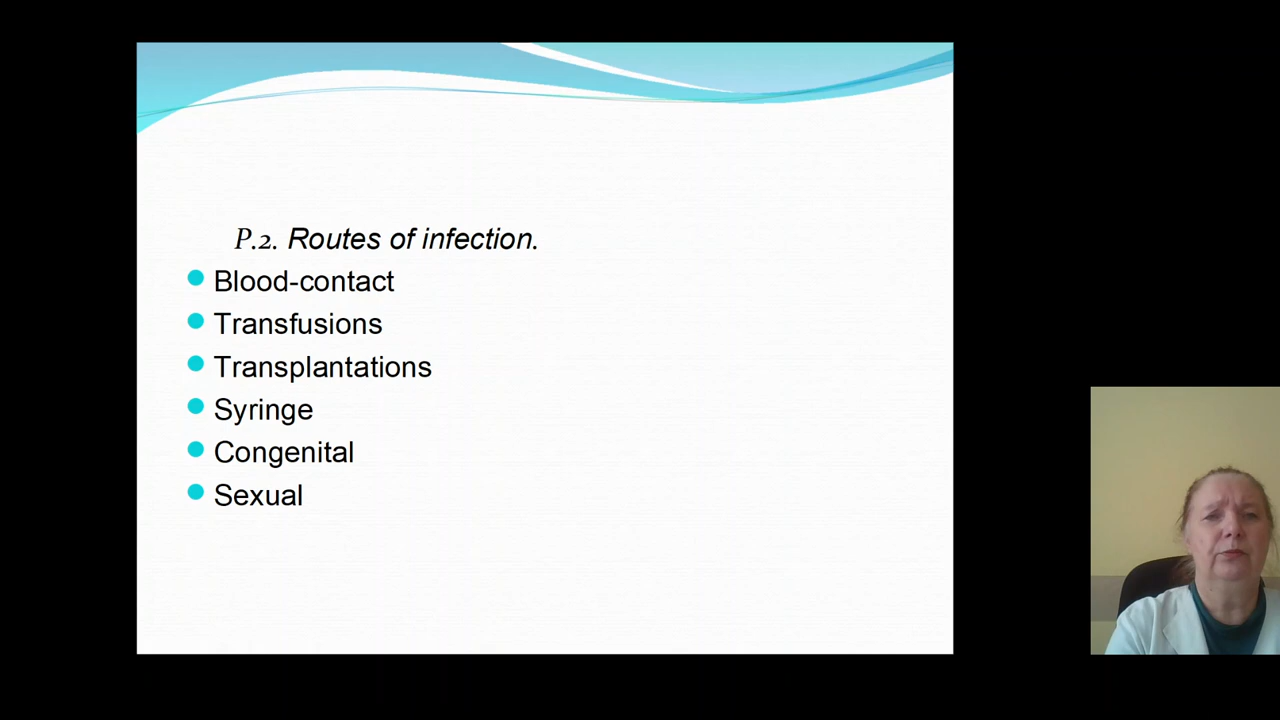 P.2. Routes of infection.
Blood-contact
Transfusions
Transplantations
Syringe
Congenital
Sexual